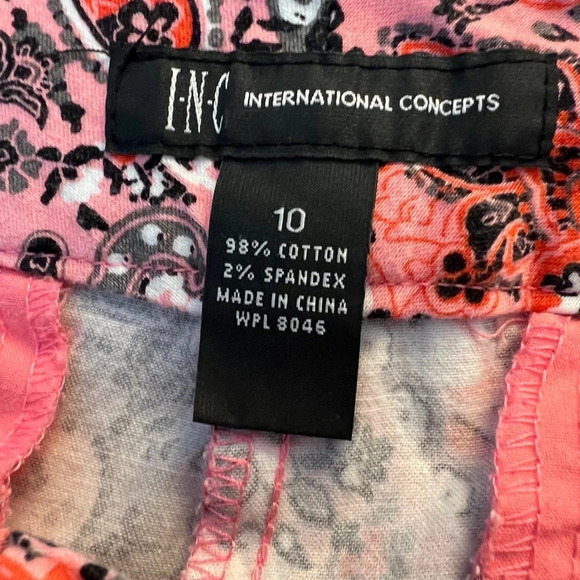 I·N·C INTERNATIONAL CONCEPTS
10
98% COTTON
2% SPANDEX
MADE IN CHINA
WPL 8046